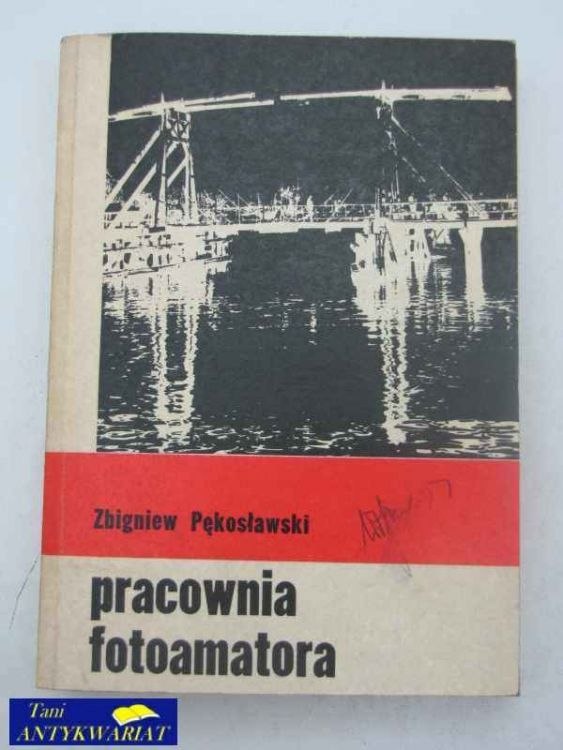 Zbigniew Pękosławski
pracownia
fotoamatora
Tani
ANTYKWARIAT